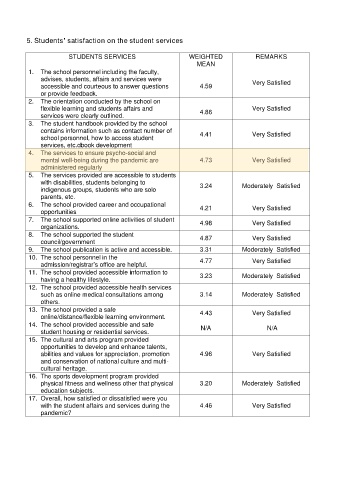 5. Students' satisfaction on the student services
STUDENTS SERVICES WEIGHTED MEAN REMARKS
1. The school personnel including the faculty,
advises, students, affairs and services were
accessible and courteous to answer questions
or provide feedback.
4.59 Very Satisfied
2. The orientation conducted by the school on
flexible learning and students affairs and
services were clearly outlined.
4.86 Very Satisfied
3. The student handbook provided by the school
contains information such as contact number of
school personnel, how to access student
services, etc.dbook development
4.41 Very Satisfied
4. The services to ensure psycho-social and
mental well-being during the pandemic are
administered regularly
4.73 Very Satisfied
5. The services provided are accessible to students
with disabilities, students belonging to
indigenous groups, students who are solo
parents, etc.
3.24 Moderately Satisfied
6. The school provided career and occupational
opportunities
4.21 Very Satisfied
7. The school supported online activities of student
organizations.
4.98 Very Satisfied
8. The school supported the student
council/government
4.87 Very Satisfied
9. The school publication is active and accessible. 3.31 Moderately Satisfied
10. The school personnel in the
admission/registrar's office are helpful.
4.77 Very Satisfied
11. The school provided accessible information to
having a healthy lifestyle.
3.23 Moderately Satisfied
12. The school provided accessible health services
such as online medical consultations among
others.
3.14 Moderately Satisfied
13. The school provided a safe
online/distance/flexible learning environment.
4.43 Very Satisfied
14. The school provided accessible and safe
student housing or residential services.
N/A N/A
15. The cultural and arts program provided
opportunities to develop and enhance talents,
abilities and values for appreciation, promotion
and conservation of national culture and multi-
cultural heritage.
4.96 Very Satisfied
16. The sports development program provided
physical fitness and wellness other that physical
education subjects.
3.20 Moderately Satisfied
17. Overall, how satisfied or dissatisfied were you
with the student affairs and services during the
pandemic?
4.46 Very Satisfied